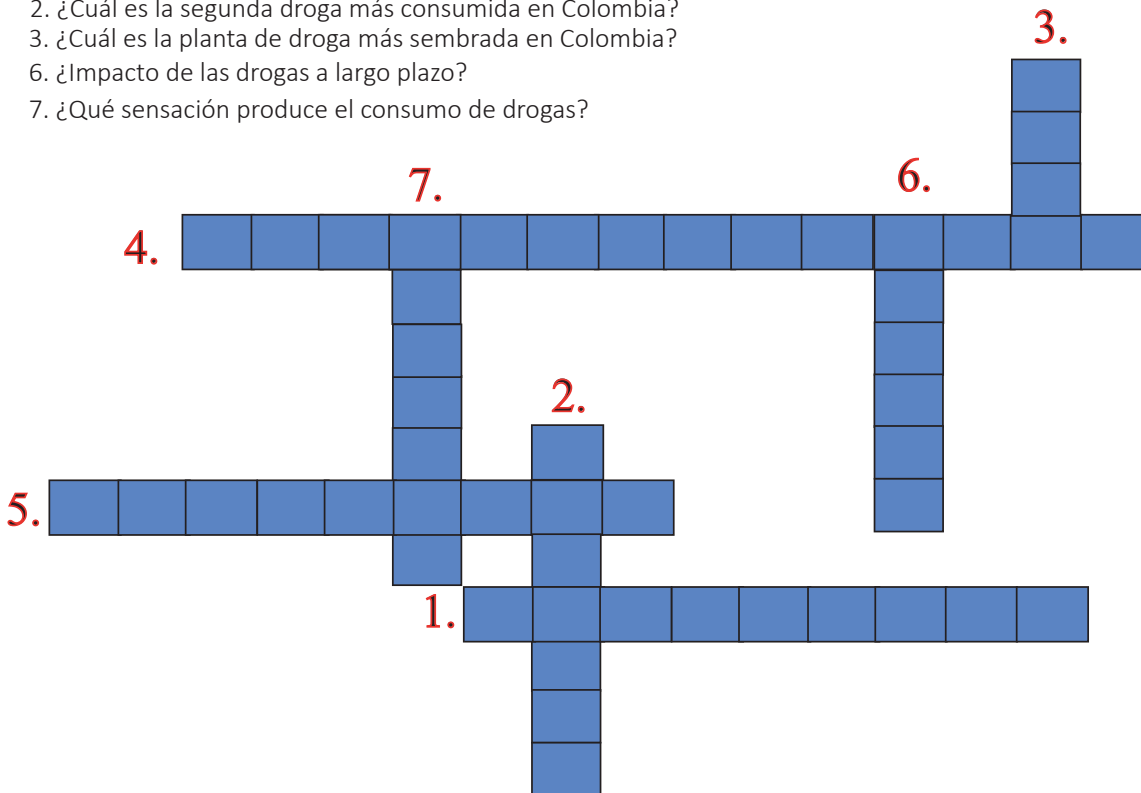 2. ¿Cuál es la segunda droga más consumida en Colombia?
3. ¿Cuál es la planta de droga más sembrada en Colombia?
6. ¿Impacto de las drogas a largo plazo?
7. ¿Qué sensación produce el consumo de drogas?
3.
7.
6.
4.
2.
5.
1.